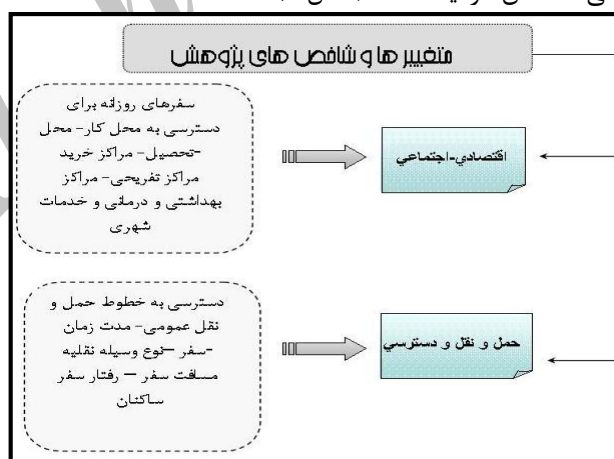 متغییر ها و شاخص های پژوهش
سفرهای روزانه برای
دسترسی به محل کار- محل
تحصیل- مراکز خرید-
مراکز تفریحی- مراکز
بهداشتی و درمانی و خدمات
شهری
اقتصادي-اجتماعي
دسترسی به خطوط حمل و
نقل عمومی- مدت زمان
سفر –نوع وسیله نقلیه-
مسافت سفر – رفتار سفر
ساکنان
حمل و نقل و دسترسي